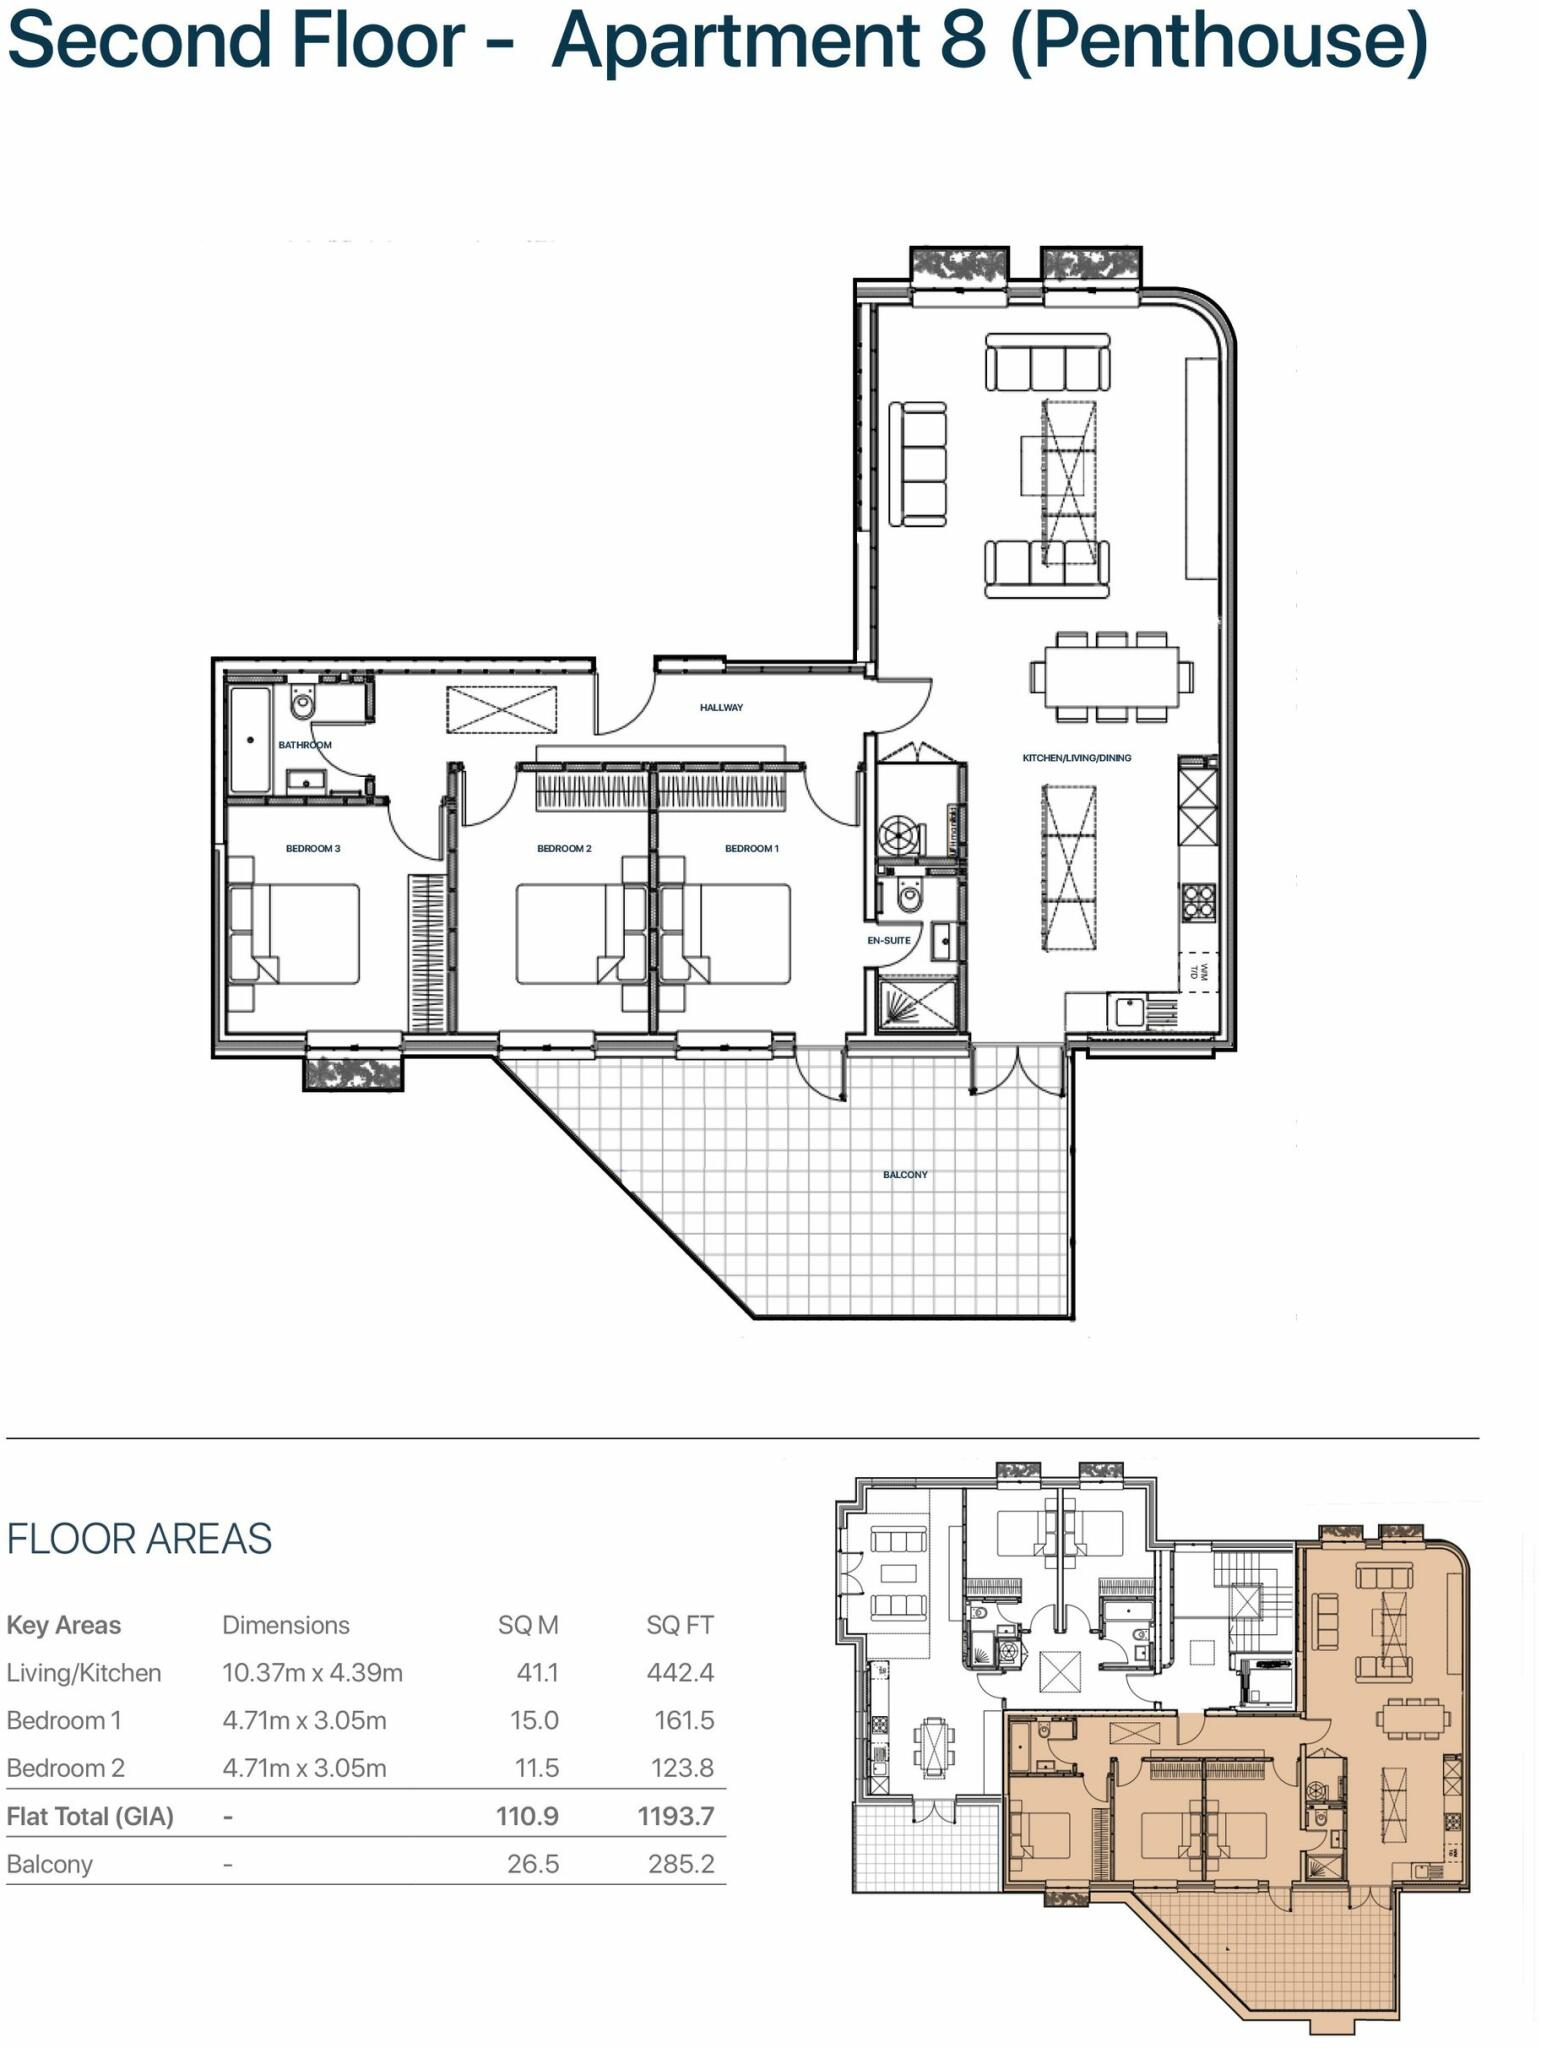 Second Floor - Apartment 8 (Penthouse)
HALLWAY
BATHROOM
KITCHEN/LIVING/DINING
BEDROOM 3
BEDROOM 2
BEDROOM 1
EN-SUITE
W/M
T/D
BALCONY
FLOOR AREAS
Key Areas Dimensions SQ M SQ FT
Living/Kitchen 10.37m x 4.39m 41.1 442.4
Bedroom 1 4.71m x 3.05m 15.0 161.5
Bedroom 2 4.71m x 3.05m 11.5 123.8
Flat Total (GIA) - 110.9 1193.7
Balcony - 26.5 285.2